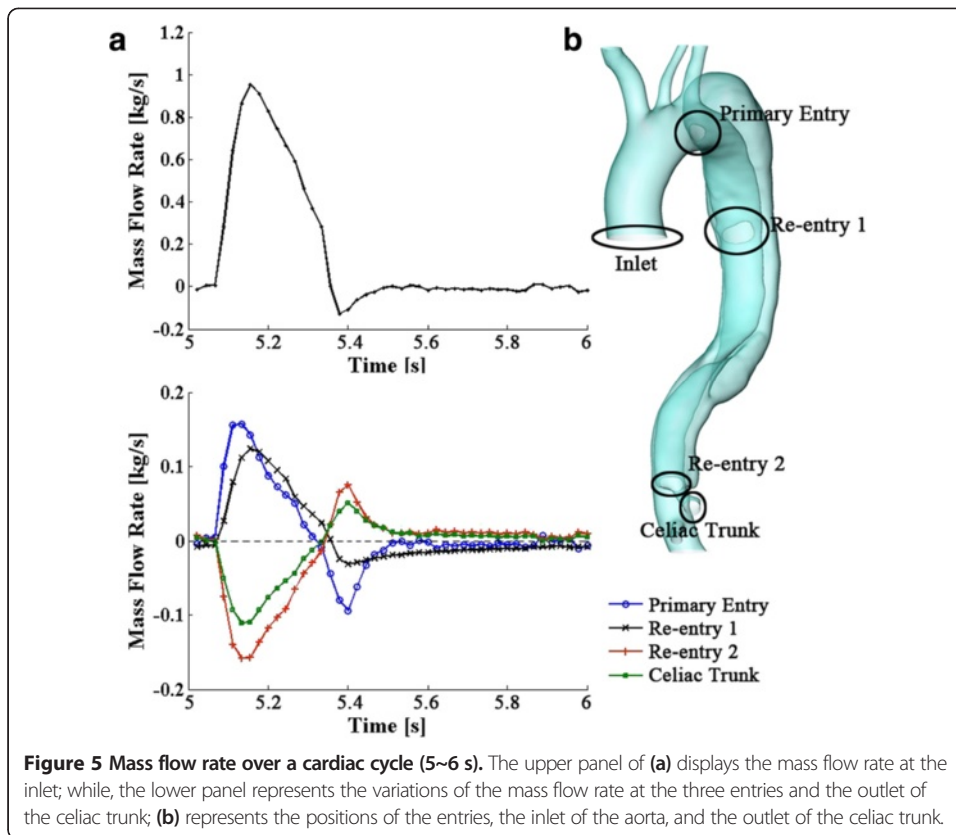 a
b
Mass Flow Rate [kg/s]
1.2
1
0.8
0.6
0.4
0.2
0
-0.2
5
5.2
5.4
5.6
5.8
6
Time [s]
Mass Flow Rate [kg/s]
0.2
0.1
0
-0.1
-0.2
5
5.2
5.4
5.6
5.8
6
Time [s]
Primary Entry
Re-entry 1
Inlet
Re-entry 2
Celiac Trunk
Primary Entry
Re-entry 1
Re-entry 2
Celiac Trunk
Figure 5 Mass flow rate over a cardiac cycle (5~6 s). The upper panel of (a) displays the mass flow rate at the
inlet; while, the lower panel represents the variations of the mass flow rate at the three entries and the outlet of
the celiac trunk; (b) represents the positions of the entries, the inlet of the aorta, and the outlet of the celiac trunk.